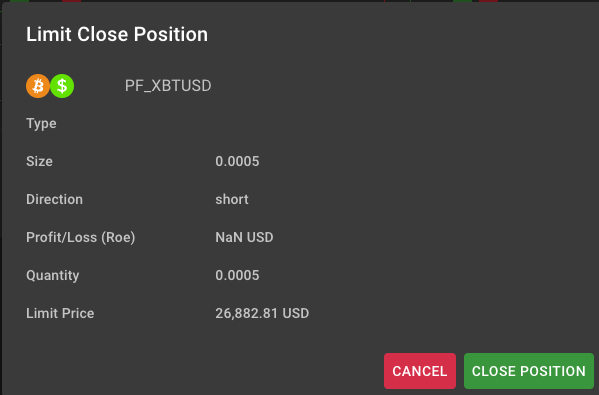 Limit Close Position
PF_XBTUSD
Type
Size 0.0005
Direction short
Profit/Loss (Roe) NaN USD
Quantity 0.0005
Limit Price 26,882.81 USD
CANCEL CLOSE POSITION